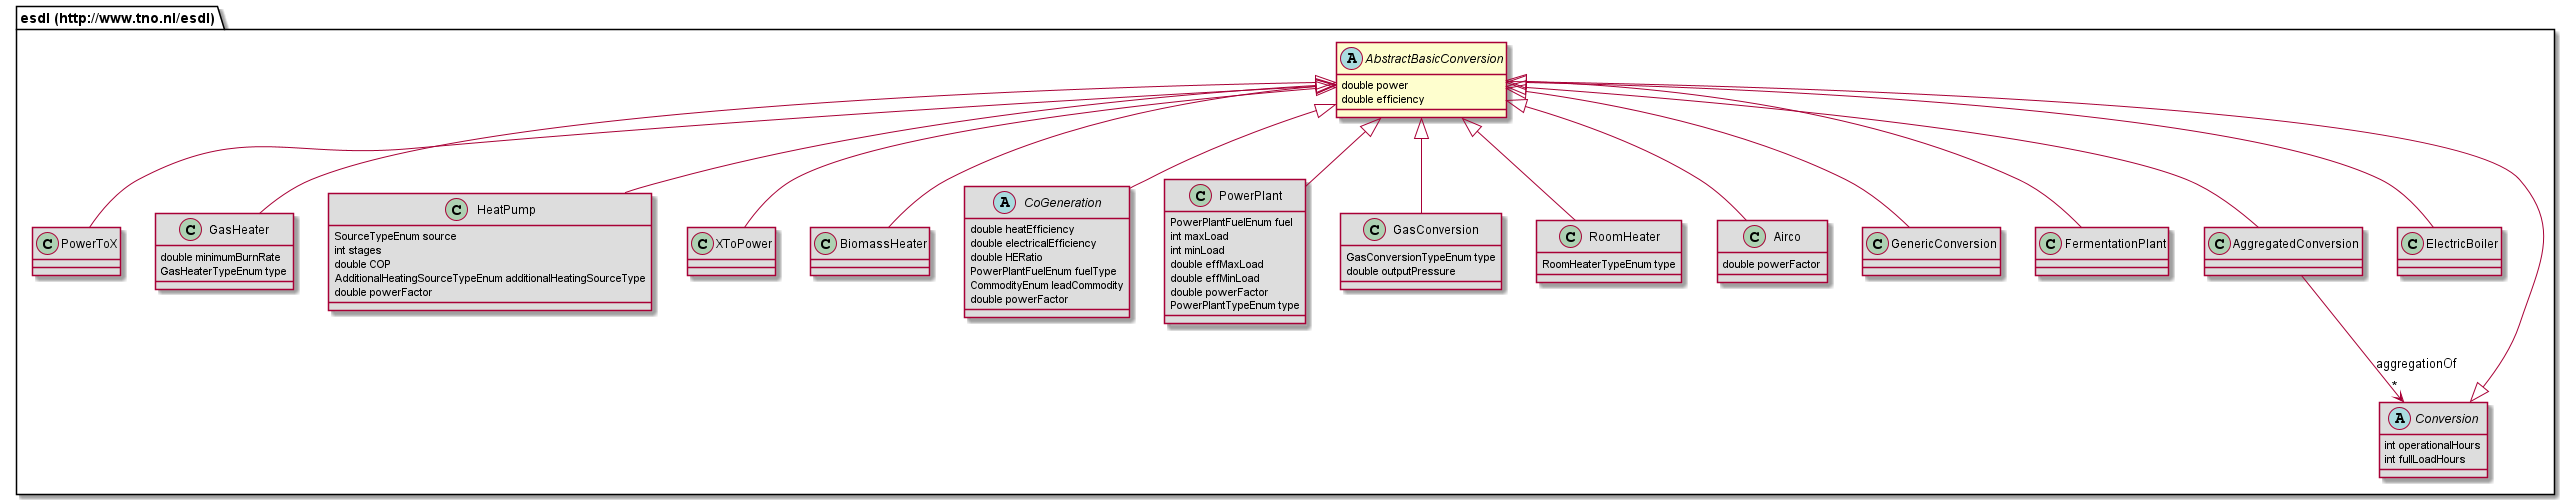 esdl (http://www.tno.nl/esdl)
A AbstractBasicConversion
double power
double efficiency
C PowerToX
C GasHeater
double minimumBurnRate
GasHeaterTypeEnum type
C HeatPump
SourceTypeEnum source
int stages
double COP
AdditionalHeatingSourceTypeEnum additionalHeatingSourceType
double powerFactor
C XToPower
C BiomassHeater
A CoGeneration
double heatEfficiency
double electricalEfficiency
double HERatio
PowerPlantFuelEnum fuelType
CommodityEnum leadCommodity
double powerFactor
C PowerPlant
PowerPlantFuelEnum fuel
int maxLoad
int minLoad
double effMaxLoad
double effMinLoad
double powerFactor
PowerPlantTypeEnum type
C GasConversion
GasConversionTypeEnum type
double outputPressure
C RoomHeater
RoomHeaterTypeEnum type
C Airco
double powerFactor
C GenericConversion
C FermentationPlant
C AggregatedConversion
C ElectricBoiler
aggregationOf
*
A Conversion
int operationalHours
int fullLoadHours